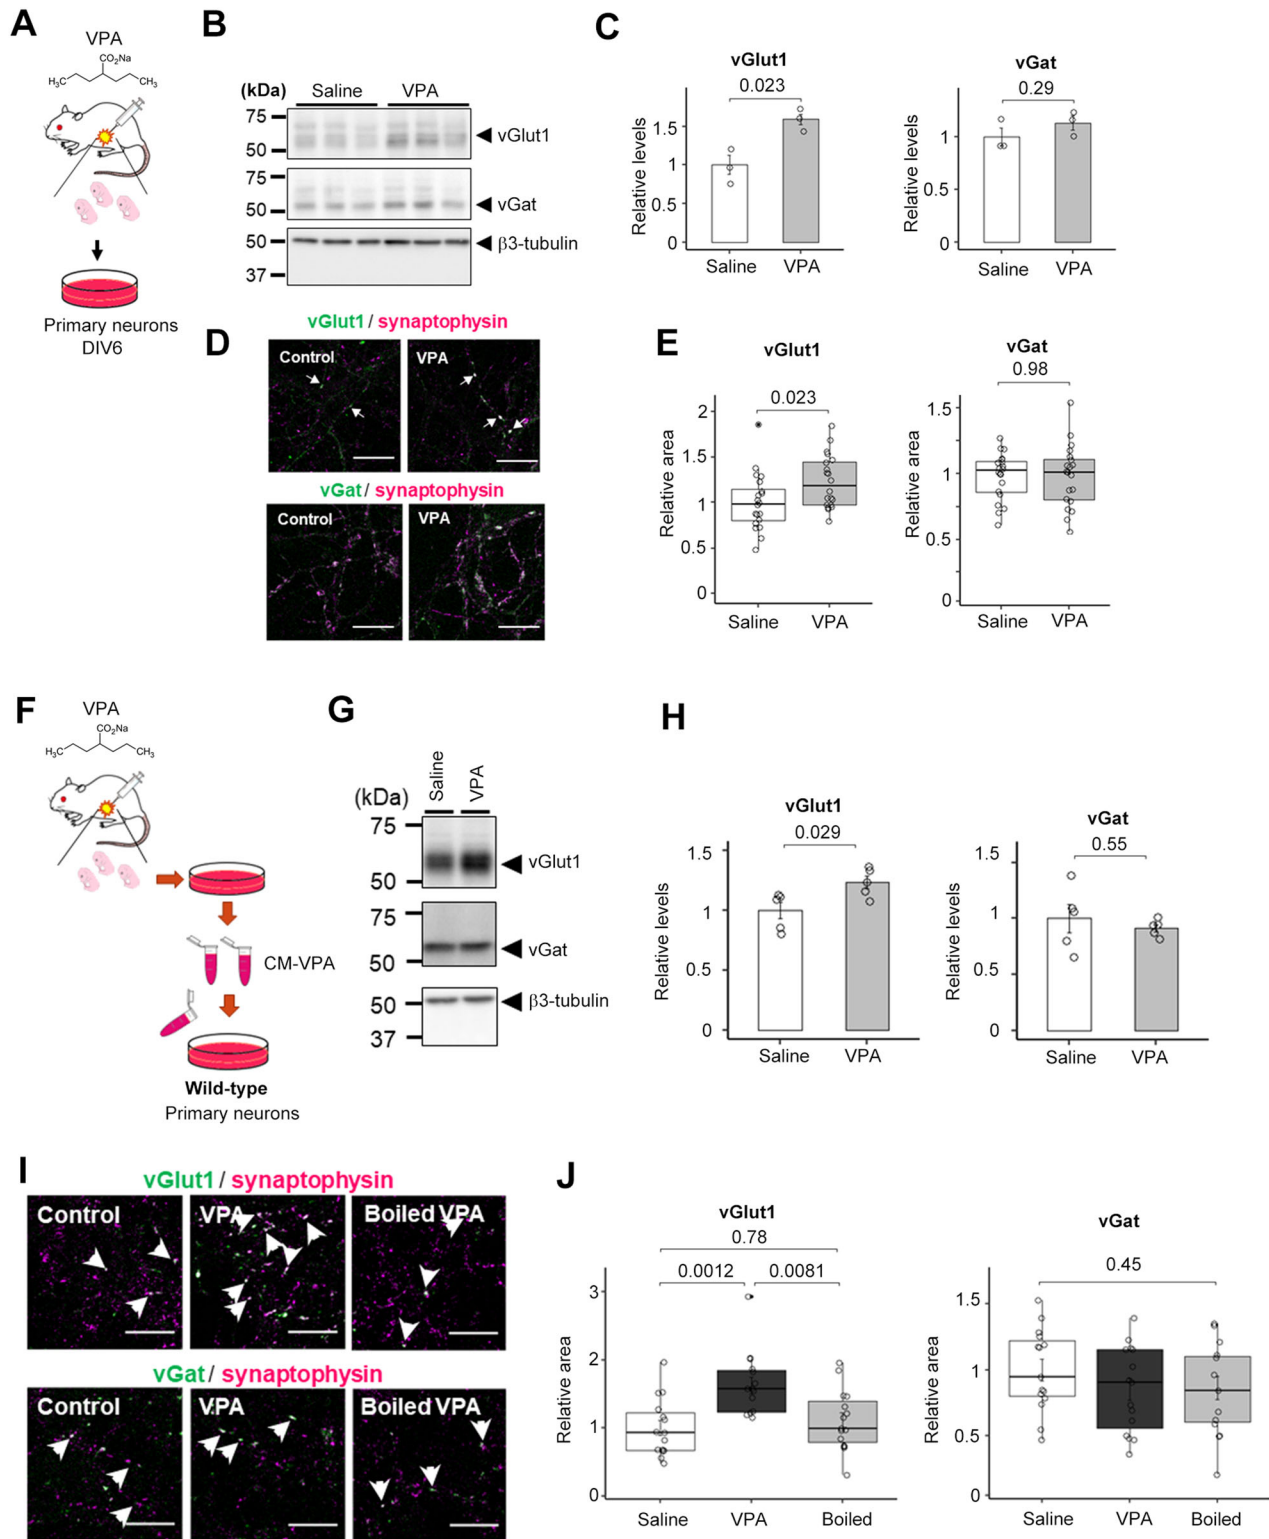 A
VPA
CO₂Na
H₃C
CH₃
Primary neurons
DIV6
B
(kDa)
Saline
VPA
75
50
vGlut1
75
50
vGat
50
37
β3-tubulin
C
vGlut1
0.023
Relative levels
1.5
1
0.5
0
Saline
VPA
vGat
0.29
Relative levels
1
0.5
0
Saline
VPA
D
vGlut1 / synaptophysin
Control
VPA
vGat / synaptophysin
Control
VPA
E
vGlut1
0.023
Relative area
2
1.5
1
0.5
0
Saline
VPA
vGat
0.98
Relative area
1.5
1
0.5
0
Saline
VPA
F
VPA
CO₂Na
H₃C
CH₃
CM-VPA
Wild-type
Primary neurons
G
Saline
VPA
(kDa)
75
50
vGlut1
75
50
vGat
50
37
β3-tubulin
H
vGlut1
0.029
Relative levels
1.5
1
0.5
0
Saline
VPA
vGat
0.55
Relative levels
1.5
1
0.5
0
Saline
VPA
I
vGlut1 / synaptophysin
Control
VPA
Boiled VPA
vGat / synaptophysin
Control
VPA
Boiled VPA
J
vGlut1
0.78
0.0012
0.0081
Relative area
3
2
1
0
Saline
VPA
Boiled
vGat
0.45
Relative area
1.5
1
0.5
0
Saline
VPA
Boiled